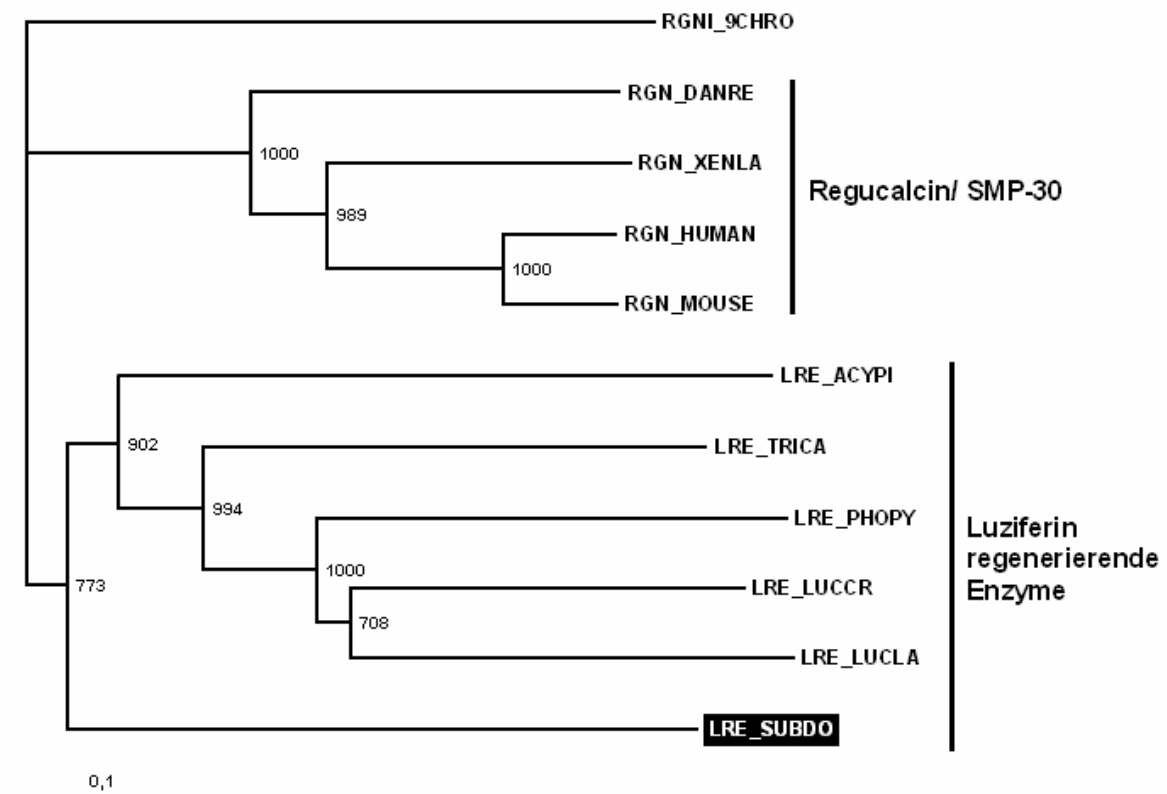 RGNI_9CHRO
RGN_DANRE
1000
RGN_XENLA
Regucalcin/ SMP-30
989
RGN_HUMAN
1000
RGN_MOUSE
LRE_ACYPI
902
LRE_TRICA
994
LRE_PHOPY
Luziferin
regenerierende
Enzyme
1000
773
LRE_LUCCR
708
LRE_LUCLA
LRE_SUBDO
0,1